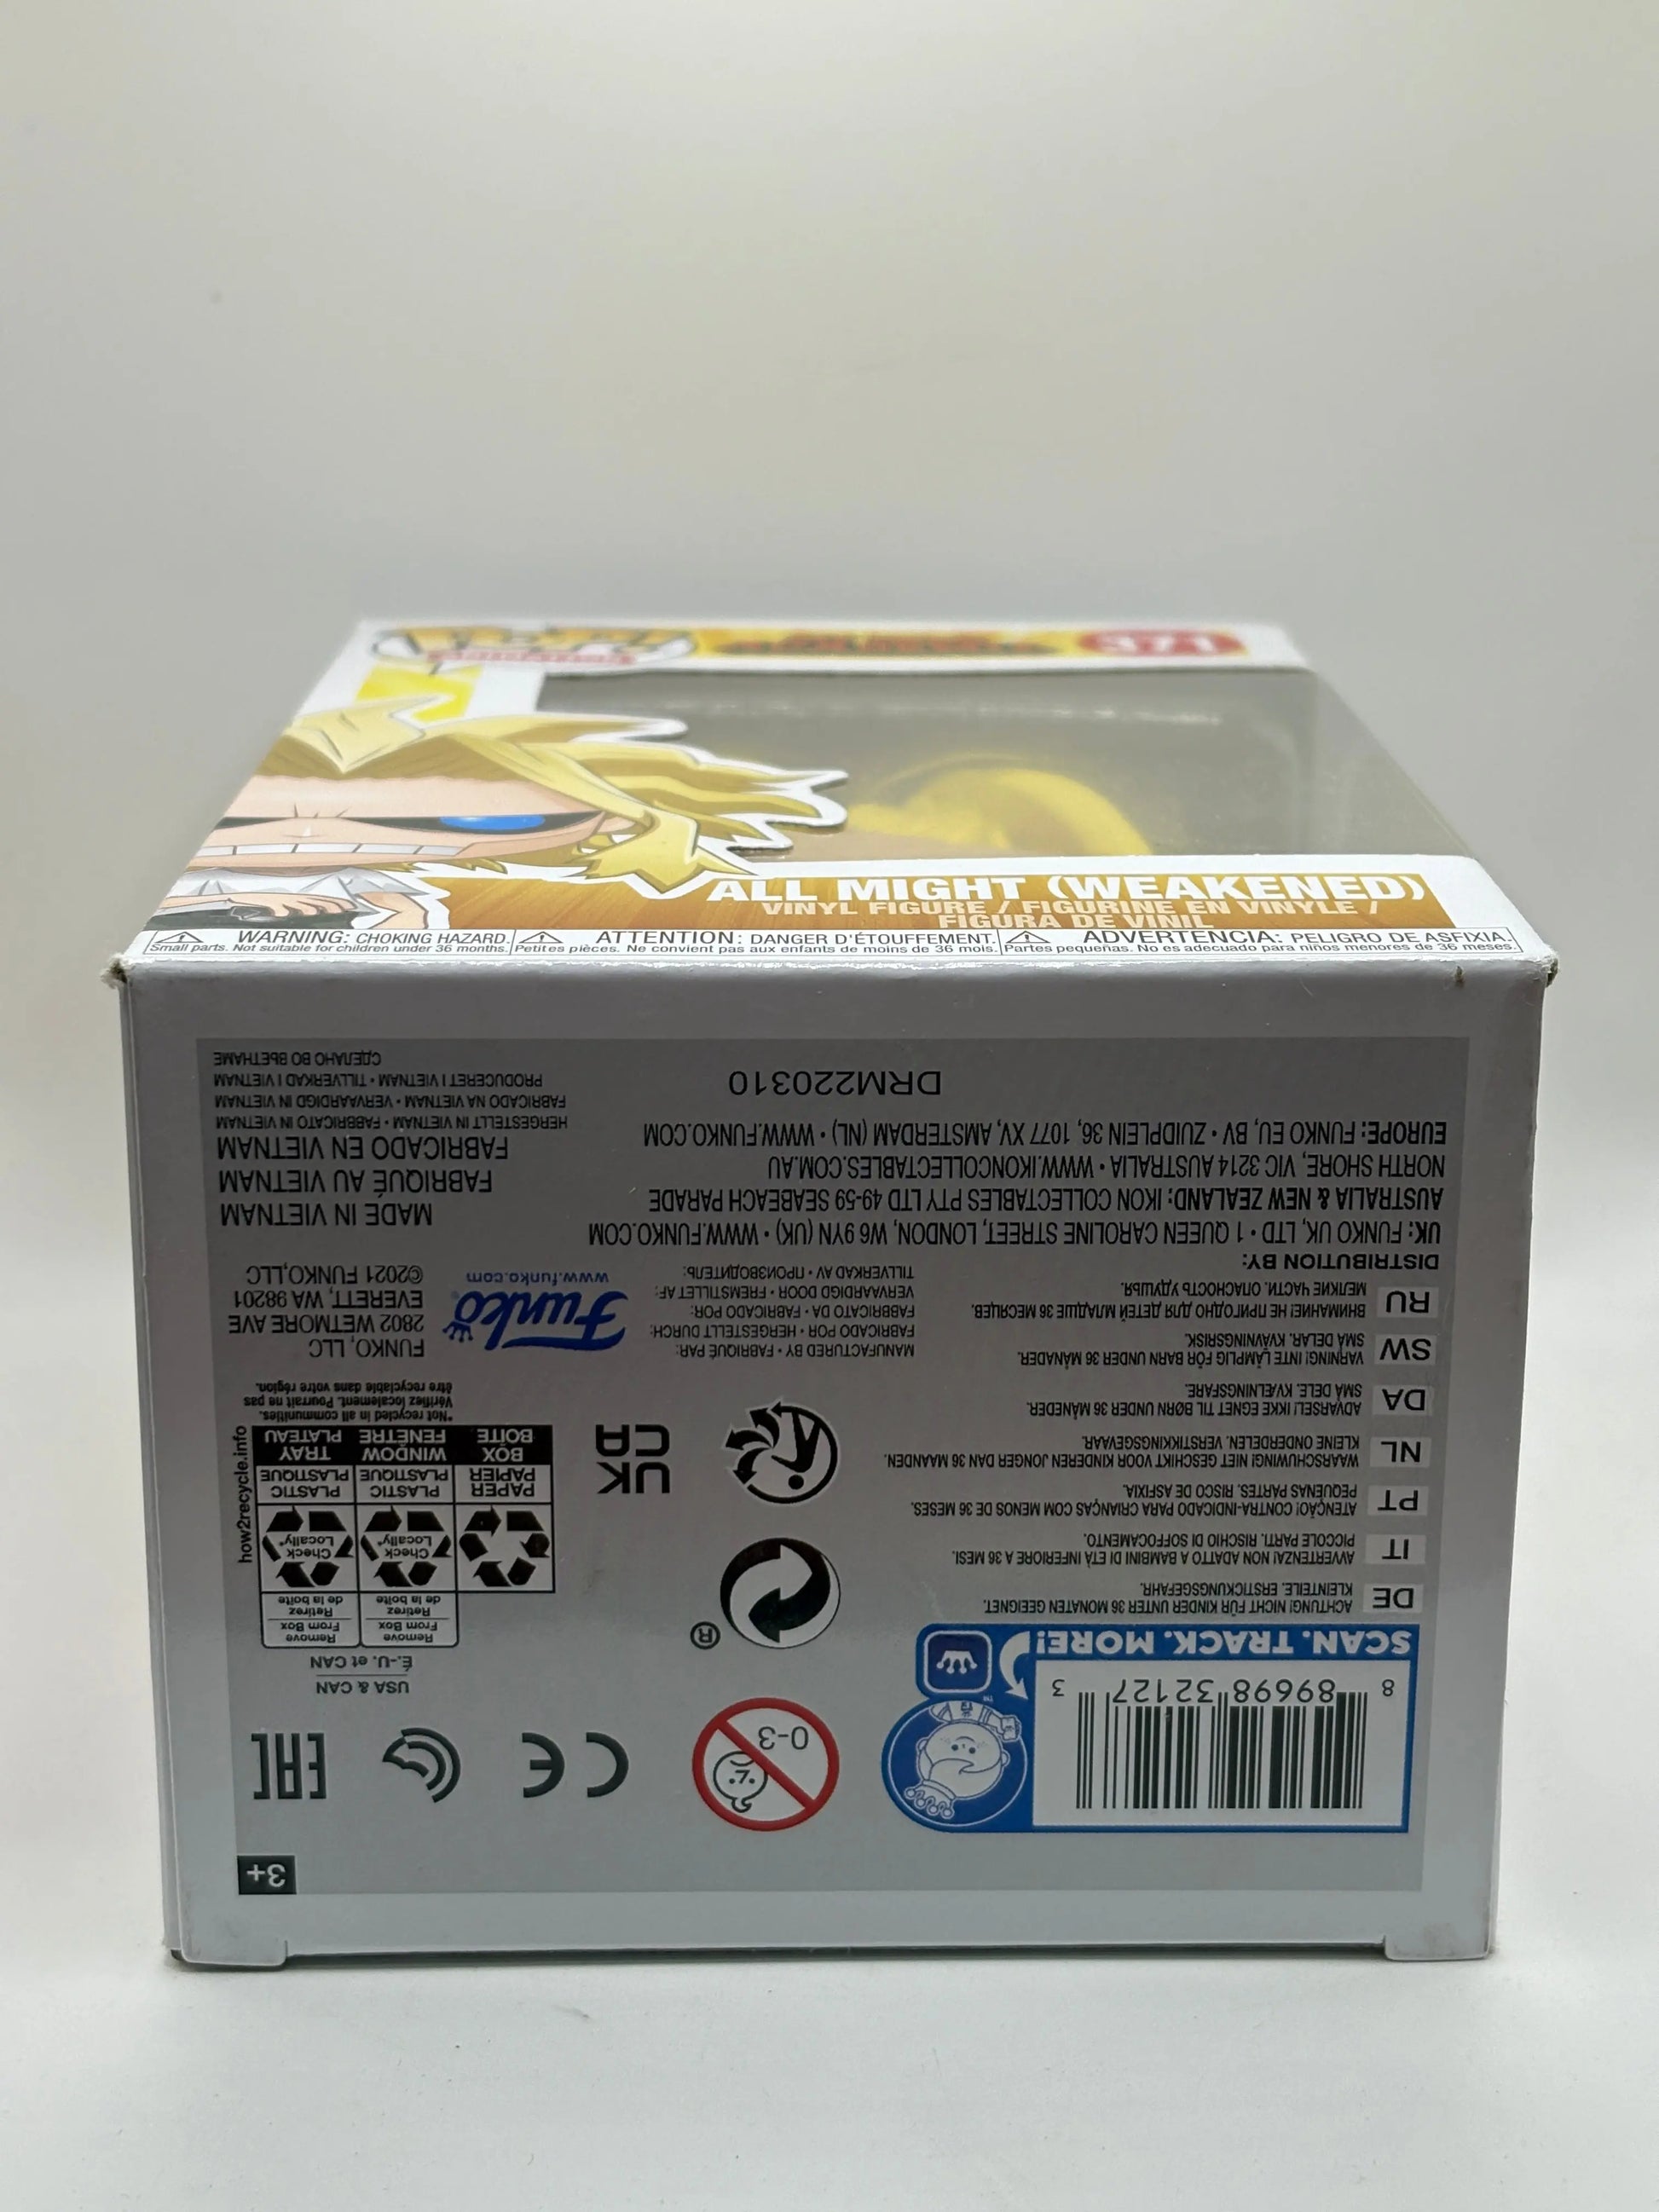 POP!
ANIMATION
371
ALL MIGHT (WEAKENED)
VINYL FIGURE / FIGURINE EN VINYLE /
FIGURA DE VINIL
WARNING: CHOKING HAZARD.
Small parts. Not suitable for children under 36 months.
ATTENTION: DANGER D'ÉTOUFFEMENT.
Petites pièces. Ne convient pas aux enfants de moins de 36 mois.
ADVERTENCIA: PELIGRO DE ASFIXIA.
Partes pequeñas. No es adecuado para niños menores de 36 meses.
3+
8 89698 32127 3
SCAN. TRACK. MORE!
™
0-3
CE
EAC
USA & CAN
É.-U. et CAN
Remove
From Box
Retirez
de la boîte
Remove
From Box
Retirez
de la boîte
Check
Locally*
Check
Locally*
PAPER
PAPIER
PLASTIC
PLASTIQUE
PLASTIC
PLASTIQUE
BOX
BOÎTE
WINDOW
FENÊTRE
TRAY
PLATEAU
how2recycle.info
*Not recycled in all communities.
Vérifiez localement. Pourrait ne pas
être recyclable dans votre région.
®
UK
CA
DE
ACHTUNG! NICHT FÜR KINDER UNTER 36 MONATEN GEEIGNET.
KLEINTEILE. ERSTICKUNGSGEFAHR.
IT
AVVERTENZA! NON ADATTO A BAMBINI DI ETÀ INFERIORE A 36 MESI.
PICCOLE PARTI. RISCHIO DI SOFFOCAMENTO.
PT
ATENÇÃO! CONTRA-INDICADO PARA CRIANÇAS COM MENOS DE 36 MESES.
PEQUENAS PARTES. RISCO DE ASFIXIA.
NL
WAARSCHUWING! NIET GESCHIKT VOOR KINDEREN JONGER DAN 36 MAANDEN.
KLEINE ONDERDELEN. VERSTIKKINGSGEVAAR.
DA
ADVARSEL! IKKE EGNET TIL BØRN UNDER 36 MÅNEDER.
SMÅ DELE. KVÆLNINGSFARE.
SW
VARNING! INTE LÄMPLIG FÖR BARN UNDER 36 MÅNADER.
SMÅ DELAR. KVÄVNINGSRISK.
RU
ВНИМАНИЕ! НЕ ПРИГОДНО ДЛЯ ДЕТЕЙ МЛАДШЕ 36 МЕСЯЦЕВ.
МЕЛКИЕ ЧАСТИ. ОПАСНОСТЬ УДУШЬЯ.
MANUFACTURED BY • FABRIQUÉ PAR:
FABRICADO POR • HERGESTELLT DURCH:
FABBRICATO DA • FABRICADO POR:
VERVAARDIGD DOOR • FREMSTILLET AF:
TILLVERKAD AV • ПРОИЗВОДИТЕЛЬ:
Funko
www.funko.com
FUNKO, LLC
2802 WETMORE AVE
EVERETT, WA 98201
©2021 FUNKO,LLC
DISTRIBUTION BY:
UK: FUNKO UK, LTD • 1 QUEEN CAROLINE STREET, LONDON, W6 9YN (UK) • WWW.FUNKO.COM
AUSTRALIA & NEW ZEALAND: IKON COLLECTABLES PTY LTD 49-59 SEABEACH PARADE
NORTH SHORE, VIC 3214 AUSTRALIA • WWW.IKONCOLLECTABLES.COM.AU
EUROPE: FUNKO EU, BV • ZUIDPLEIN 36, 1077 XV, AMSTERDAM (NL) • WWW.FUNKO.COM
MADE IN VIETNAM
FABRIQUÉ AU VIETNAM
FABRICADO EN VIETNAM
HERGESTELLT IN VIETNAM • FABBRICATO IN VIETNAM
FABRICADO NA VIETNAM • VERVAARDIGD IN VIETNAM
PRODUCERET I VIETNAM • TILLVERKAD I VIETNAM
СДЕЛАНО ВО ВЬЕТНАМЕ
DRM220310